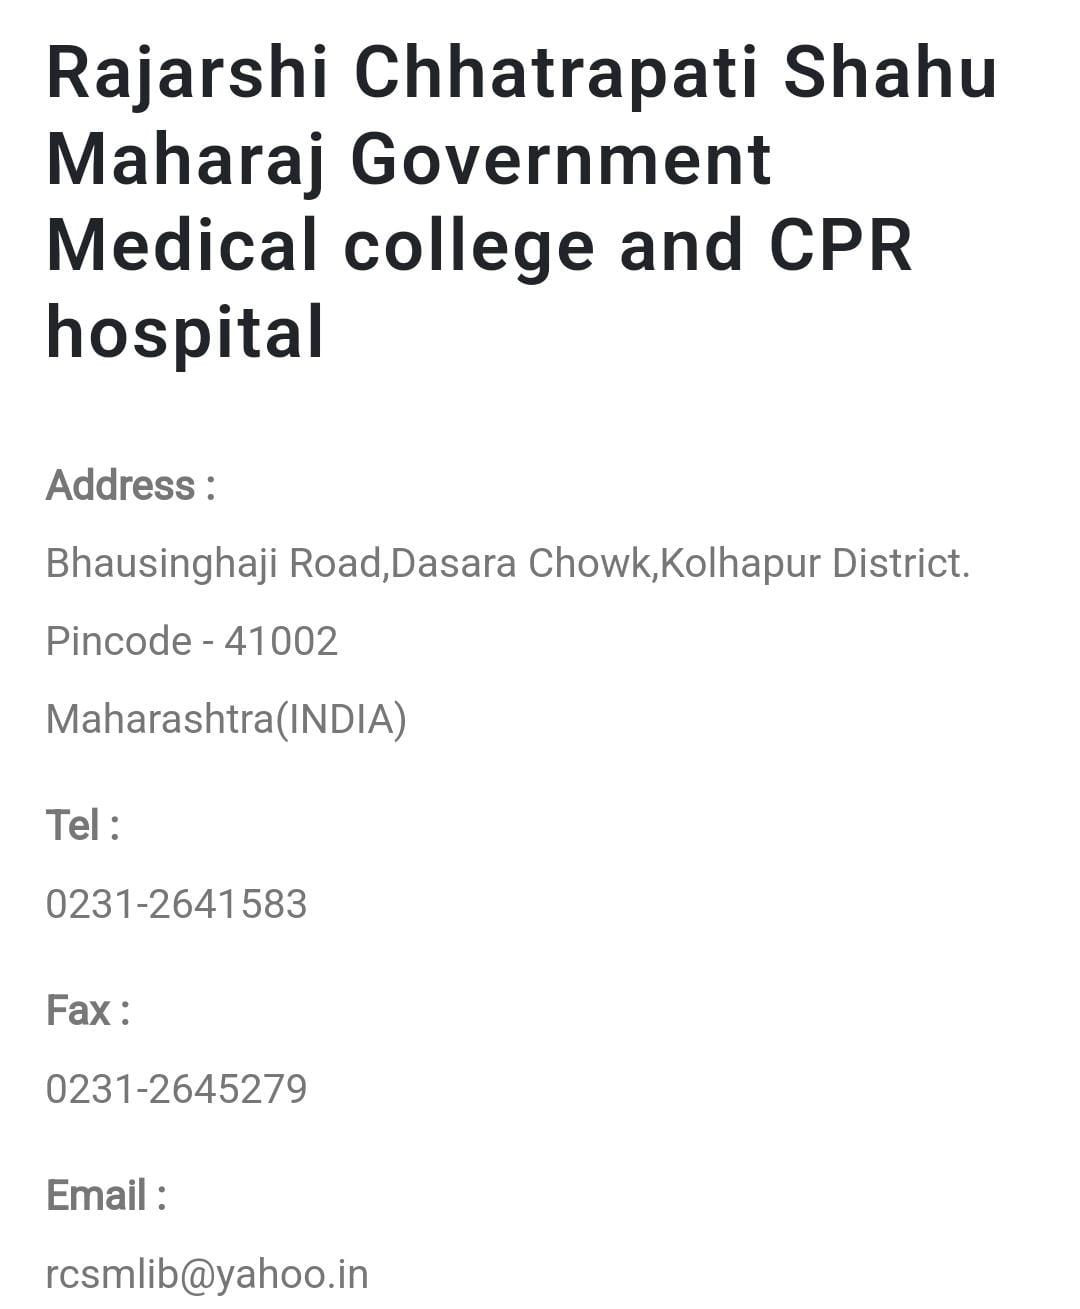 Rajarshi Chhatrapati Shahu
Maharaj Government
Medical college and CPR
hospital
Address :
Bhausinghaji Road,Dasara Chowk,Kolhapur District.
Pincode - 41002
Maharashtra(INDIA)
Tel :
0231-2641583
Fax :
0231-2645279
Email :
rcsmlib@yahoo.in